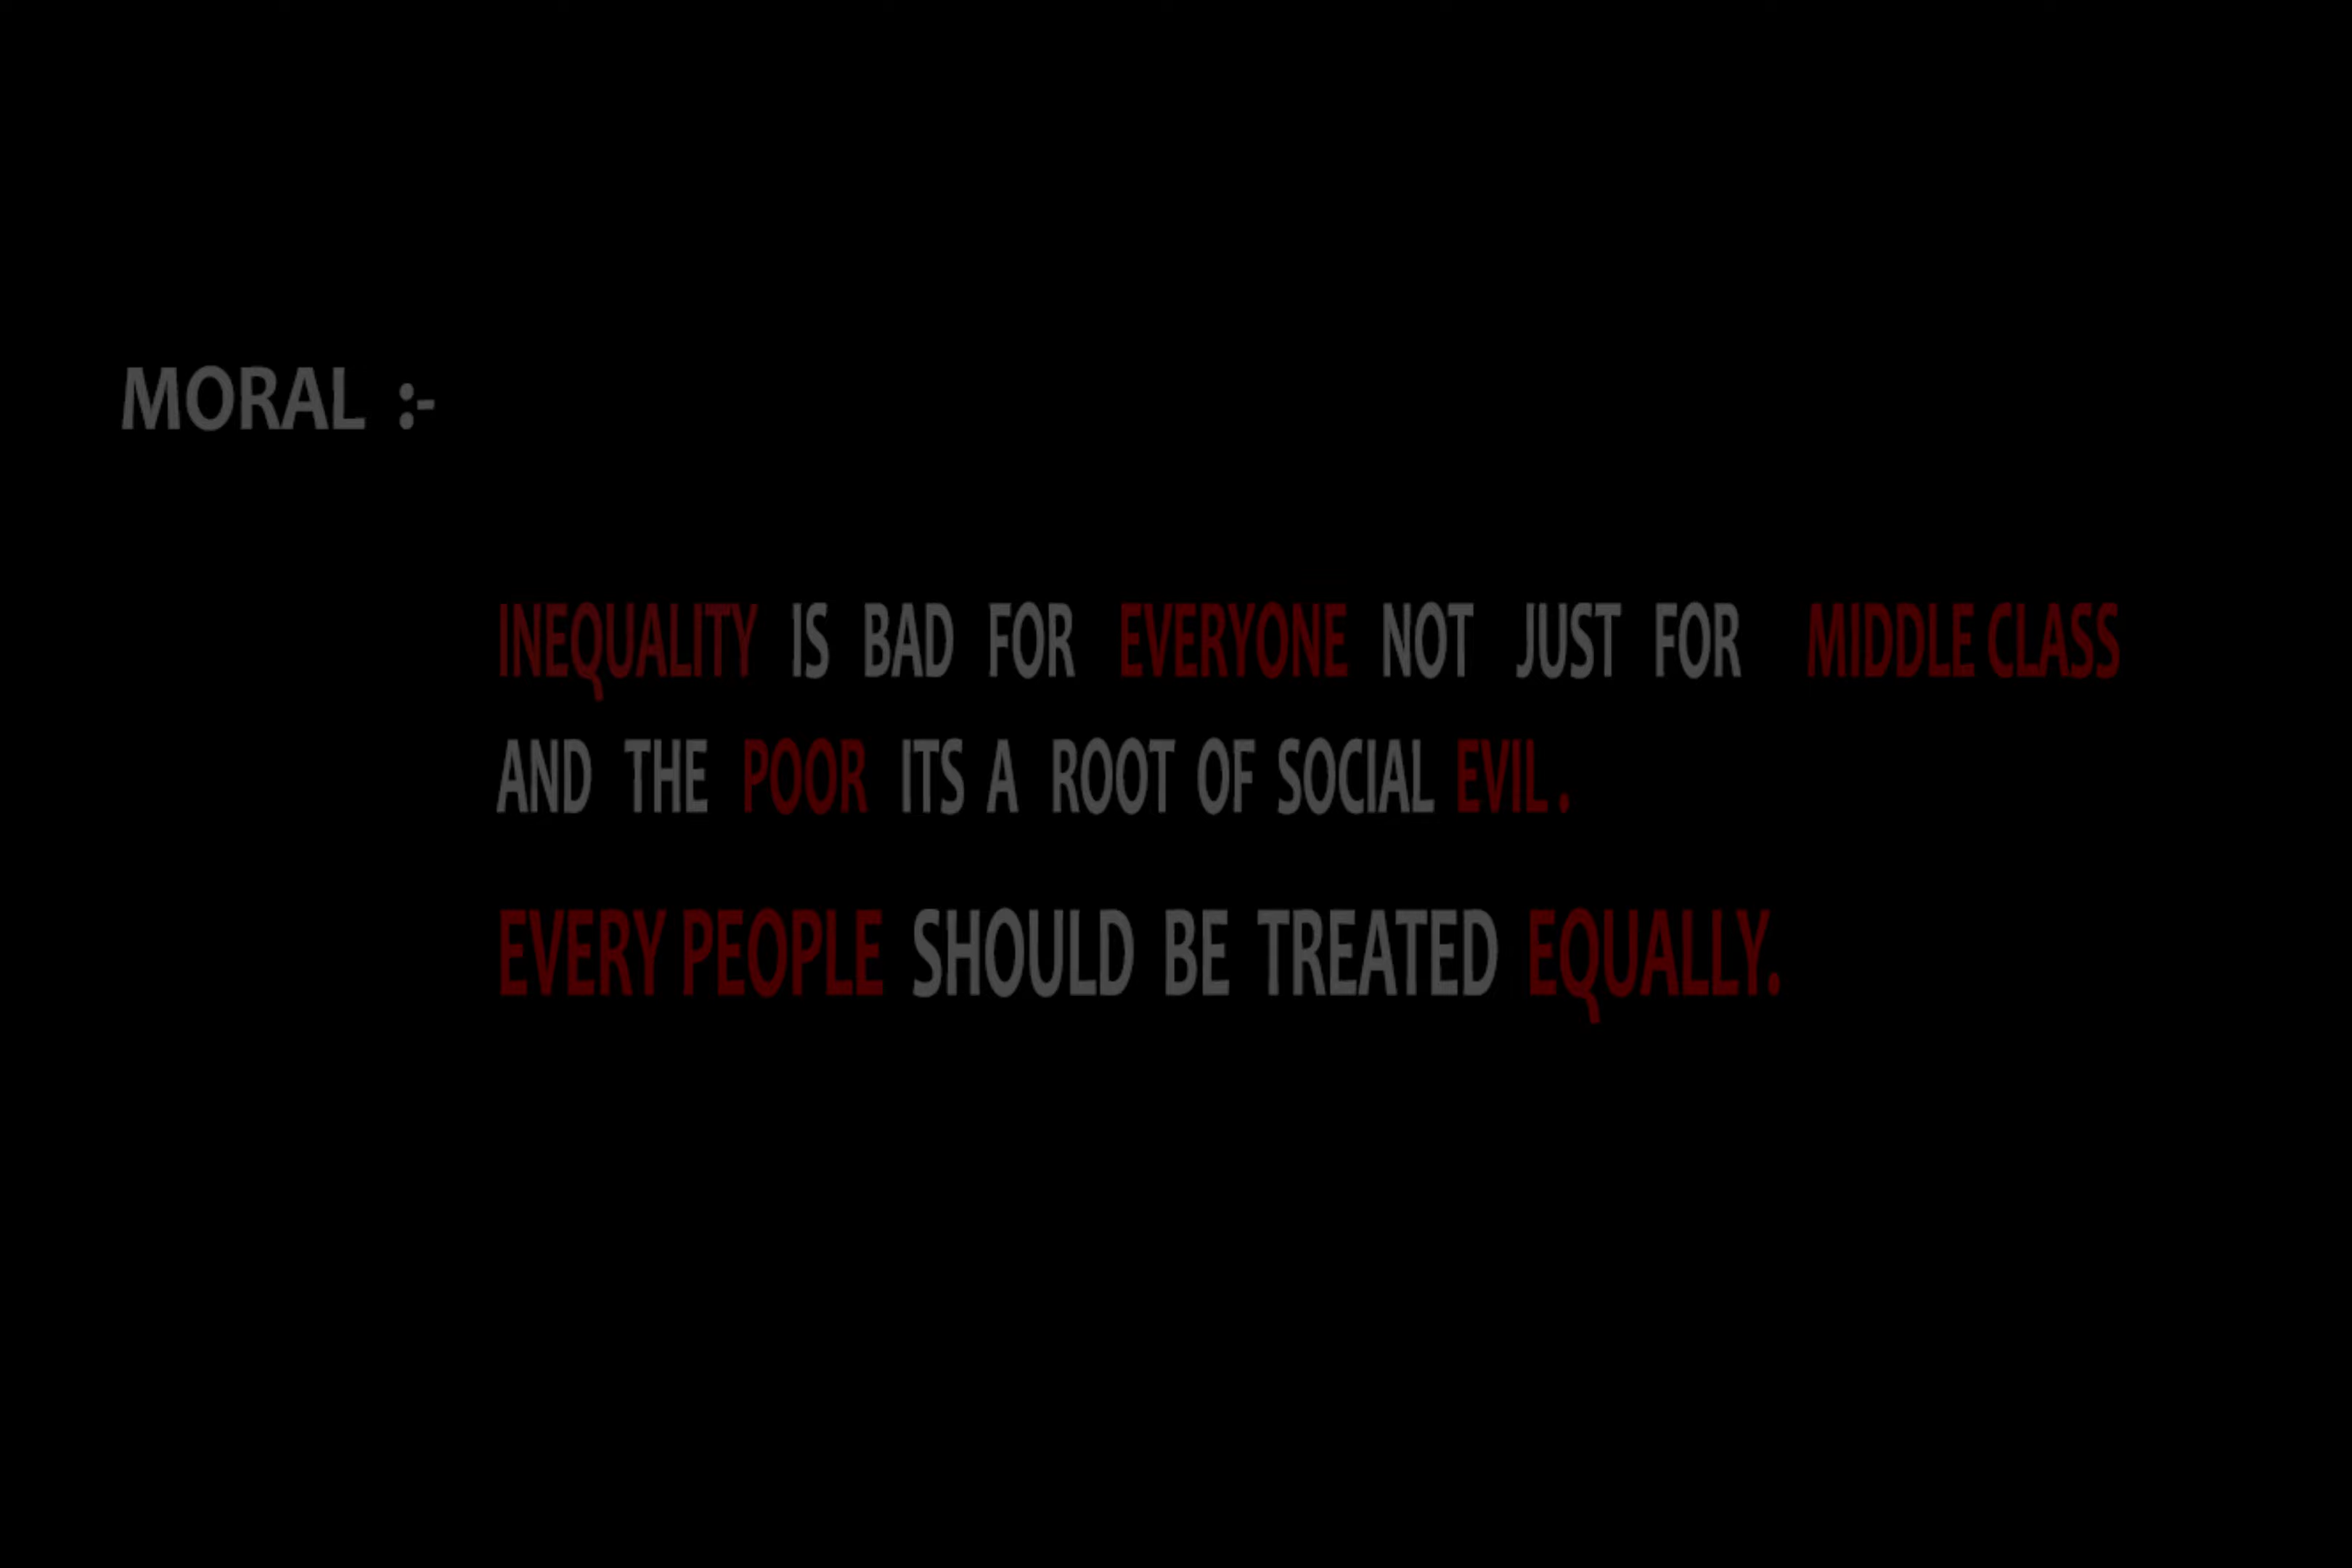 MORAL :-
INEQUALITY IS BAD FOR EVERYONE NOT JUST FOR MIDDLE CLASS
AND THE POOR ITS A ROOT OF SOCIAL EVIL .
EVERY PEOPLE SHOULD BE TREATED EQUALLY.